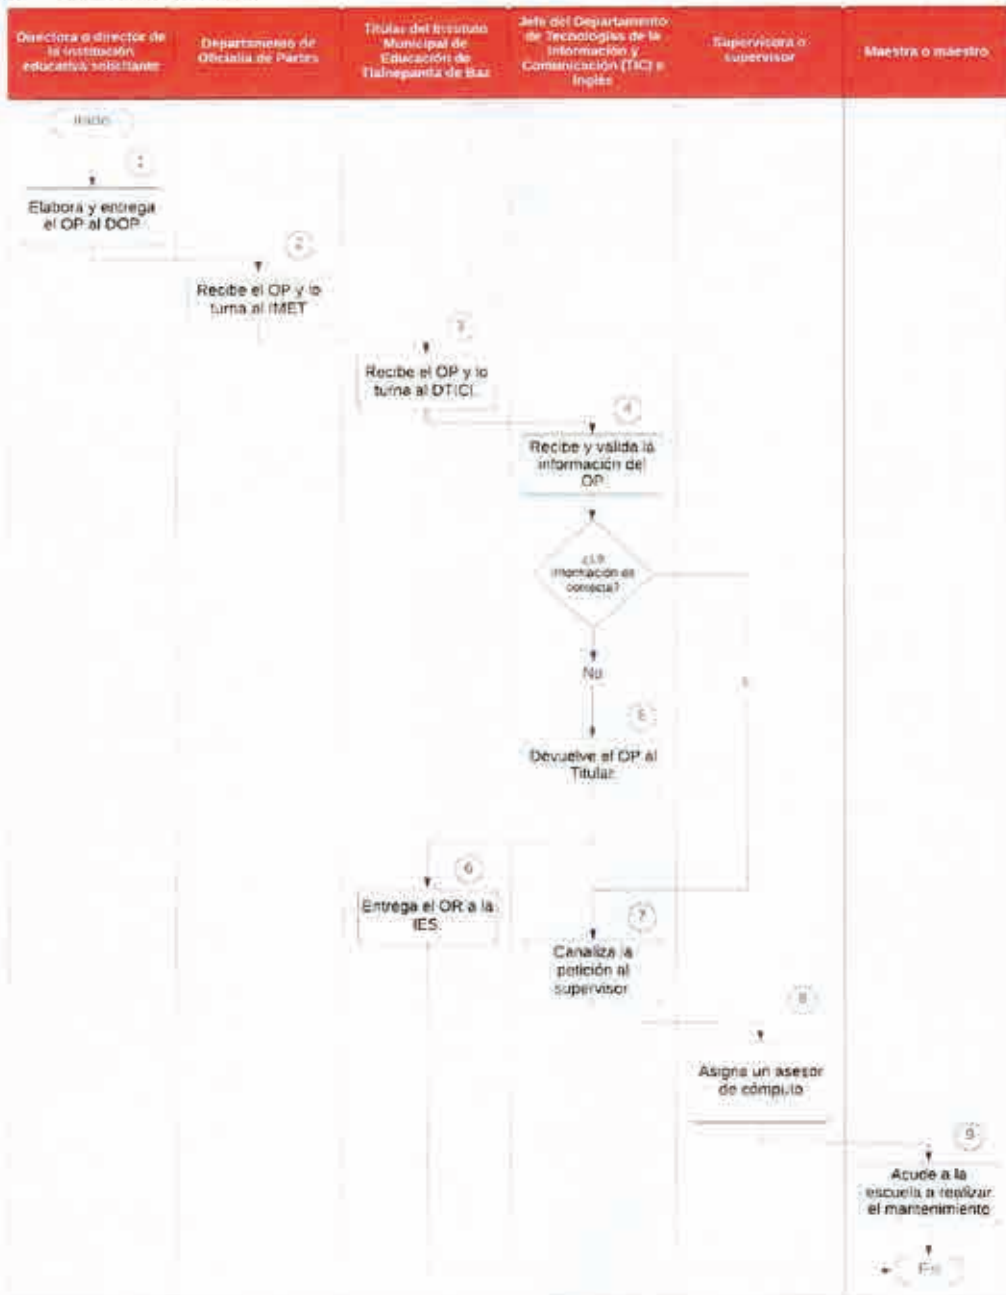 Directora o director de
la institución
educativa solicitante
Departamento de
Oficialía de Partes
Titular del Instituto
Municipal de
Educación de
Tlalnepantla de Baz
Jefe del Departamento
de Tecnologías de la
Información y
Comunicación (TIC) e
Inglés
Supervisora o
supervisor
Maestra o maestro
Inicio
1
Elabora y entrega
el OP al DOP
2
Recibe el OP y lo
turna al IMET
3
Recibe el OP y lo
turna al DTICI.
4
Recibe y valida la
información del
OP
¿La
información es
correcta?
No
5
Devuelve el OP al
Titular
6
Entrega el OR a la
IES.
7
Canaliza la
petición al
supervisor
8
Asigna un asesor
de cómputo
9
Acude a la
escuela a realizar
el mantenimiento
Fin